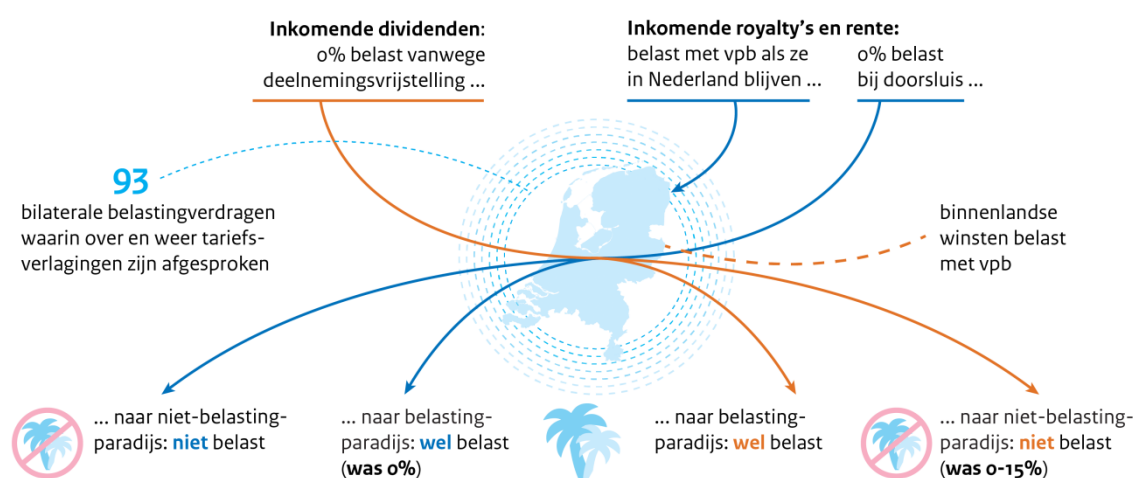 Inkomende dividenden:
0% belast vanwege
deelnemingsvrijstelling ...
Inkomende royalty's en rente:
belast met vpb als ze
in Nederland blijven ...
0% belast
bij doorsluis ...
93
bilaterale belastingverdragen
waarin over en weer tariefs-
verlagingen zijn afgesproken
binnenlandse
winsten belast
met vpb
... naar niet-belasting-
paradijs: niet belast
... naar belasting-
paradijs: wel belast
(was 0%)
... naar belasting-
paradijs: wel belast
... naar niet-belasting-
paradijs: niet belast
(was 0-15%)